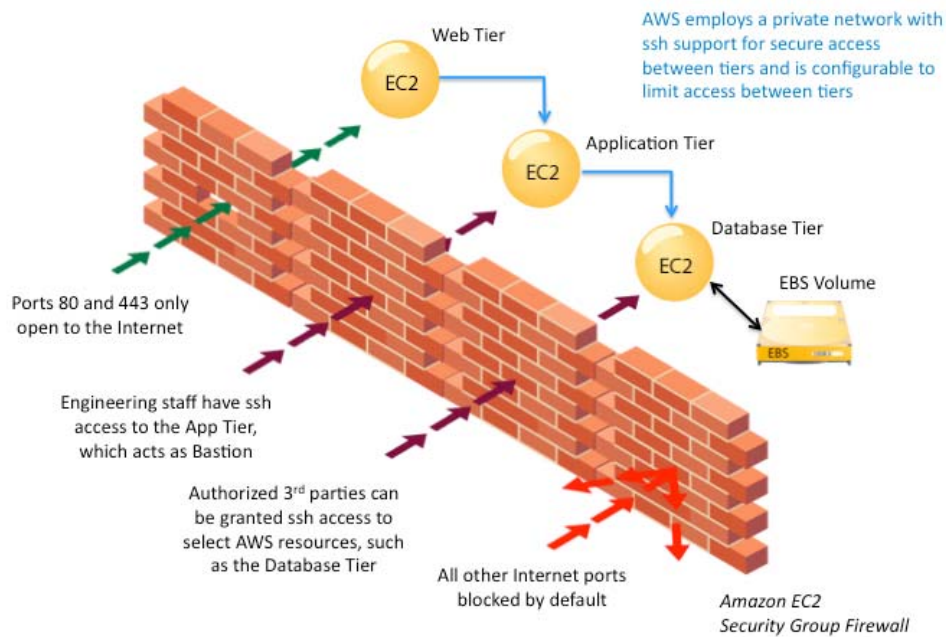 Web Tier
AWS employs a private network with
ssh support for secure access
between tiers and is configurable to
limit access between tiers
EC2
Application Tier
EC2
Database Tier
EC2
EBS Volume
EBS
Ports 80 and 443 only
open to the Internet
Engineering staff have ssh
access to the App Tier,
which acts as Bastion
Authorized 3rd parties can
be granted ssh access to
select AWS resources, such
as the Database Tier
All other Internet ports
blocked by default
Amazon EC2
Security Group Firewall